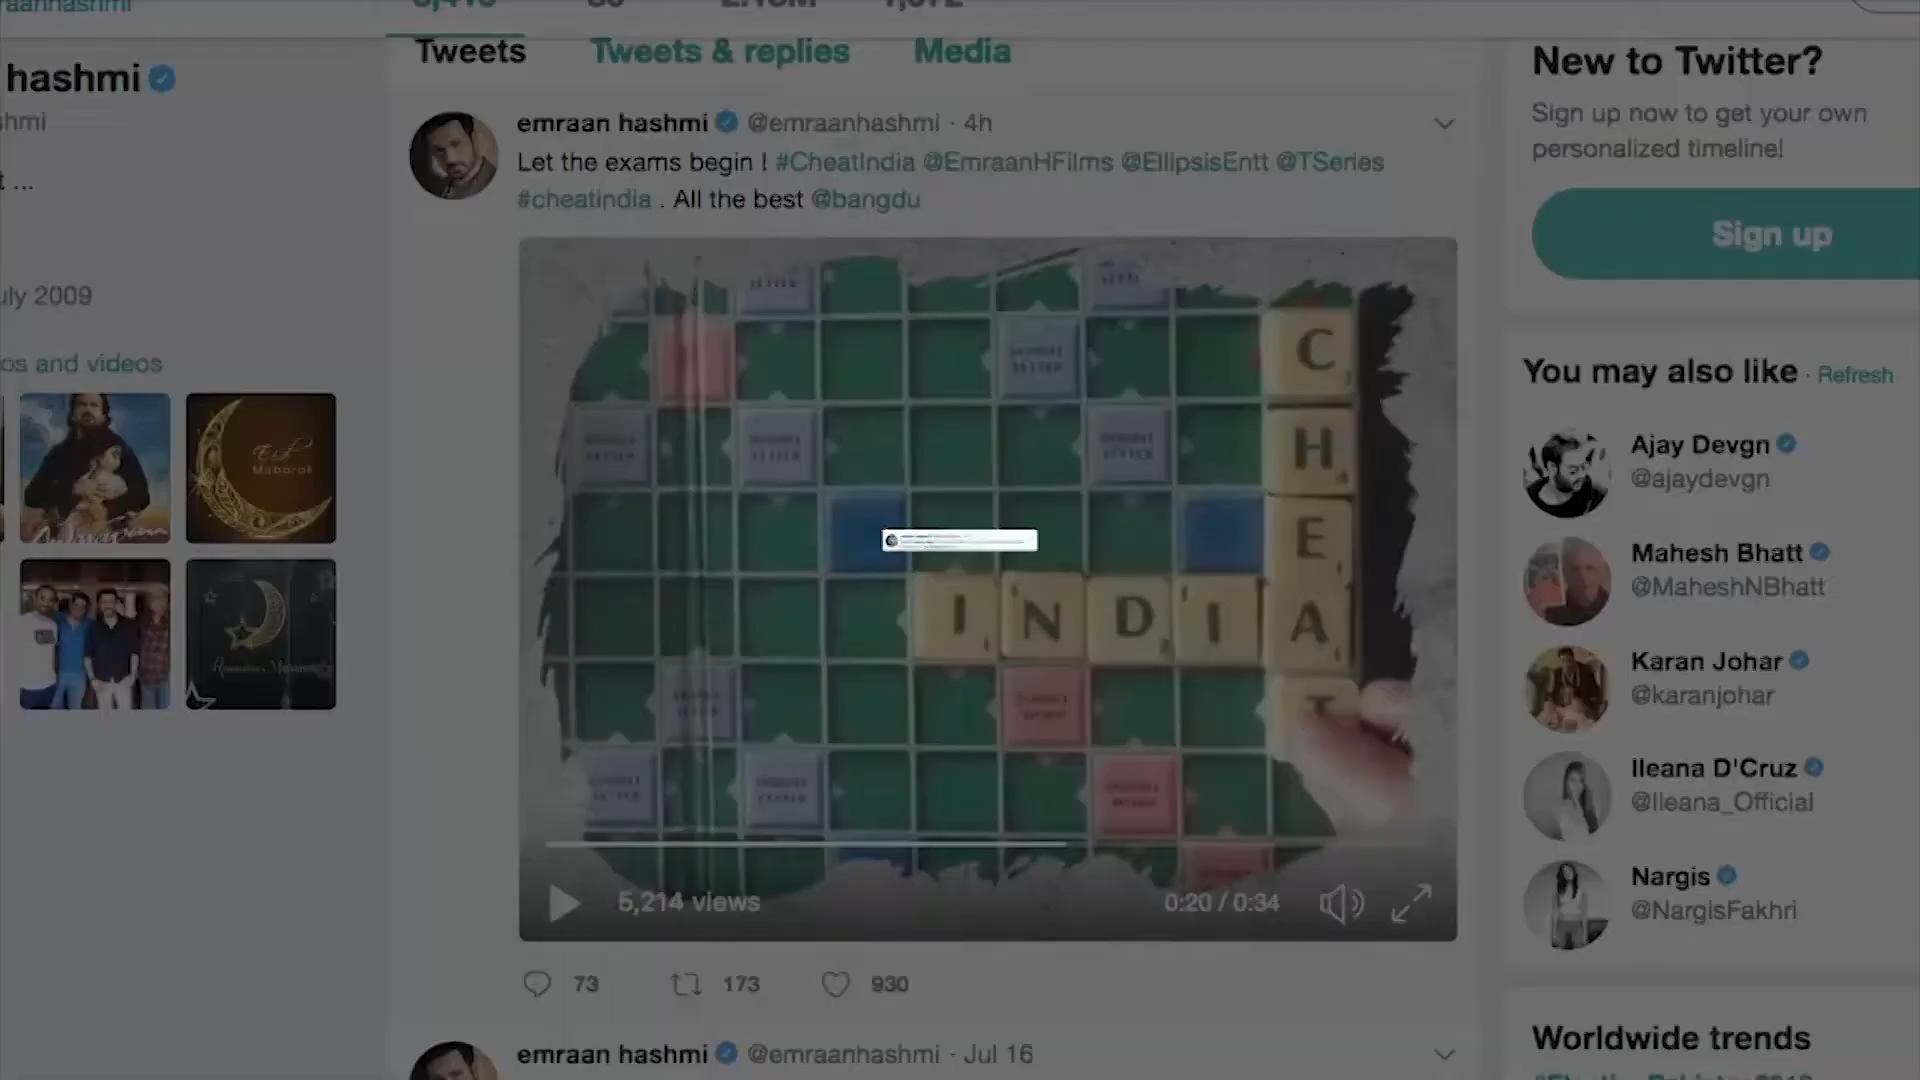 Tweets
Tweets & replies
Media
hashmi
hmi
t ...
uly 2009
os and videos
Eid
Mabarak
emraan hashmi @emraanhashmi · 4h
Let the exams begin ! #CheatIndia @EmraanHFilms @EllipsisEntt @TSeries
#cheatindia . All the best @bangdu
C
H
E
INDIA
T
5,214 views
0:20 / 0:34
73
173
930
emraan hashmi @emraanhashmi · Jul 16
New to Twitter?
Sign up now to get your own
personalized timeline!
Sign up
You may also like · Refresh
Ajay Devgn
@ajaydevgn
Mahesh Bhatt
@MaheshNBhatt
Karan Johar
@karanjohar
Ileana D'Cruz
@Ileana_Official
Nargis
@NargisFakhri
Worldwide trends